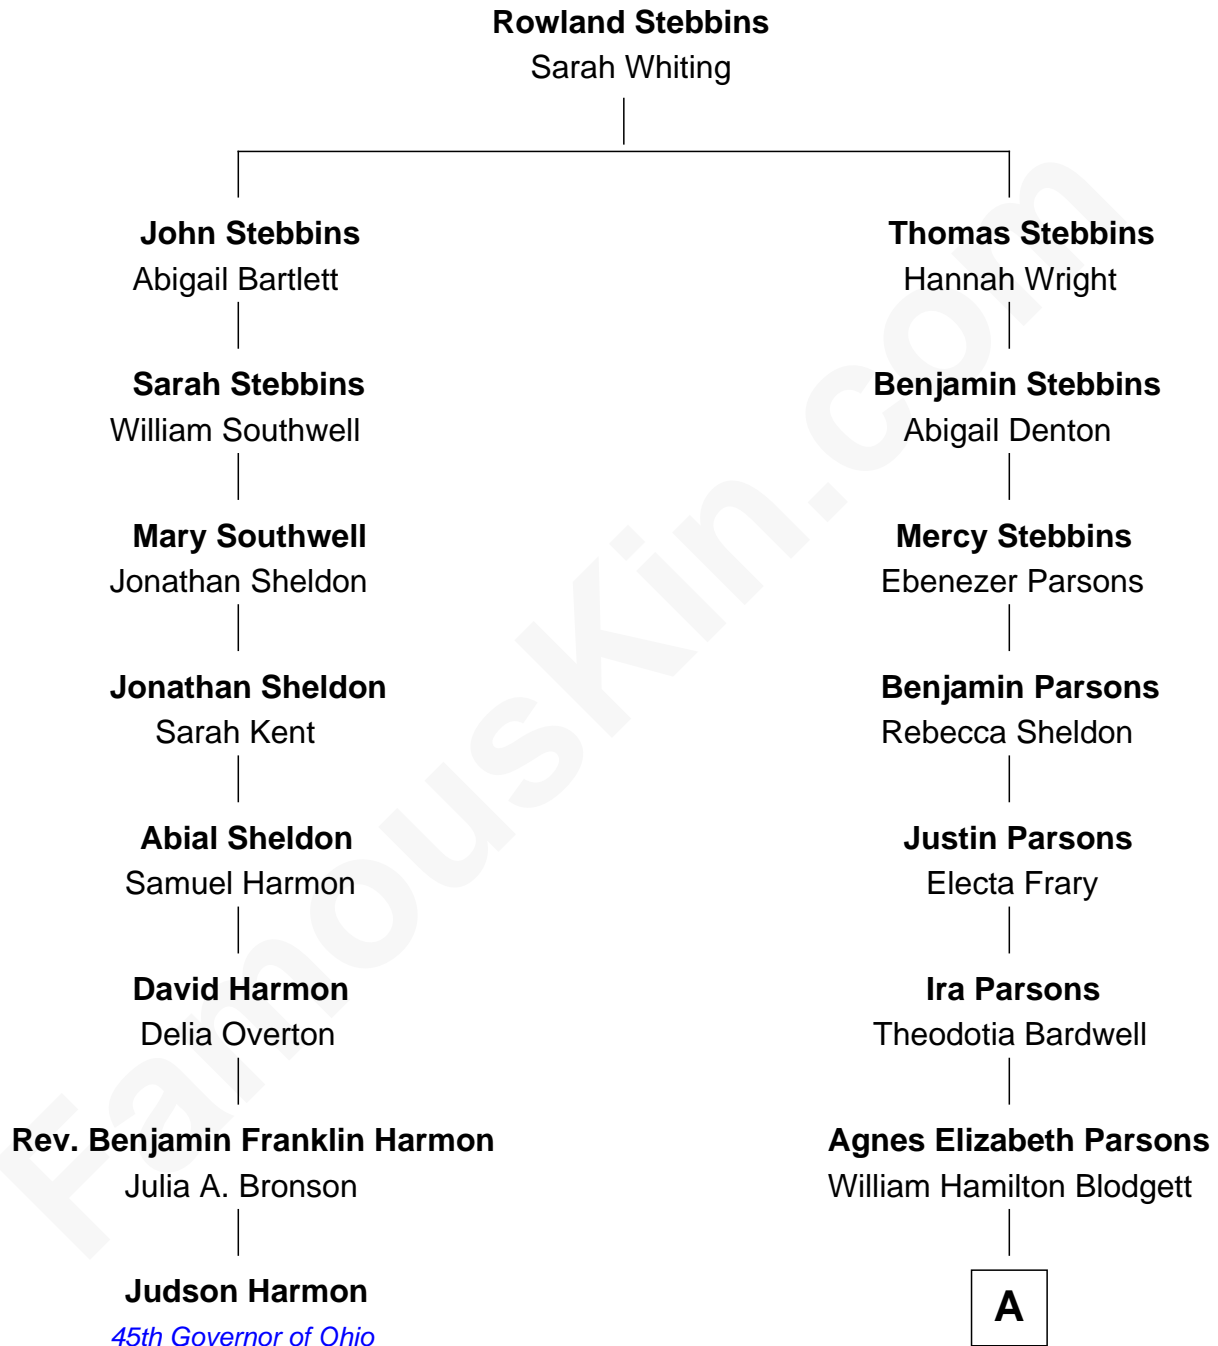 Rowland Stebbins
Sarah Whiting
John Stebbins
Abigail Bartlett
Thomas Stebbins
Hannah Wright
Sarah Stebbins
William Southwell
Benjamin Stebbins
Abigail Denton
Mary Southwell
Jonathan Sheldon
Mercy Stebbins
Ebenezer Parsons
Jonathan Sheldon
Sarah Kent
Benjamin Parsons
Rebecca Sheldon
Abial Sheldon
Samuel Harmon
Justin Parsons
Electa Frary
David Harmon
Delia Overton
Ira Parsons
Theodotia Bardwell
Rev. Benjamin Franklin Harmon
Julia A. Bronson
Agnes Elizabeth Parsons
William Hamilton Blodgett
Judson Harmon
45th Governor of Ohio
A
FamousKin.com